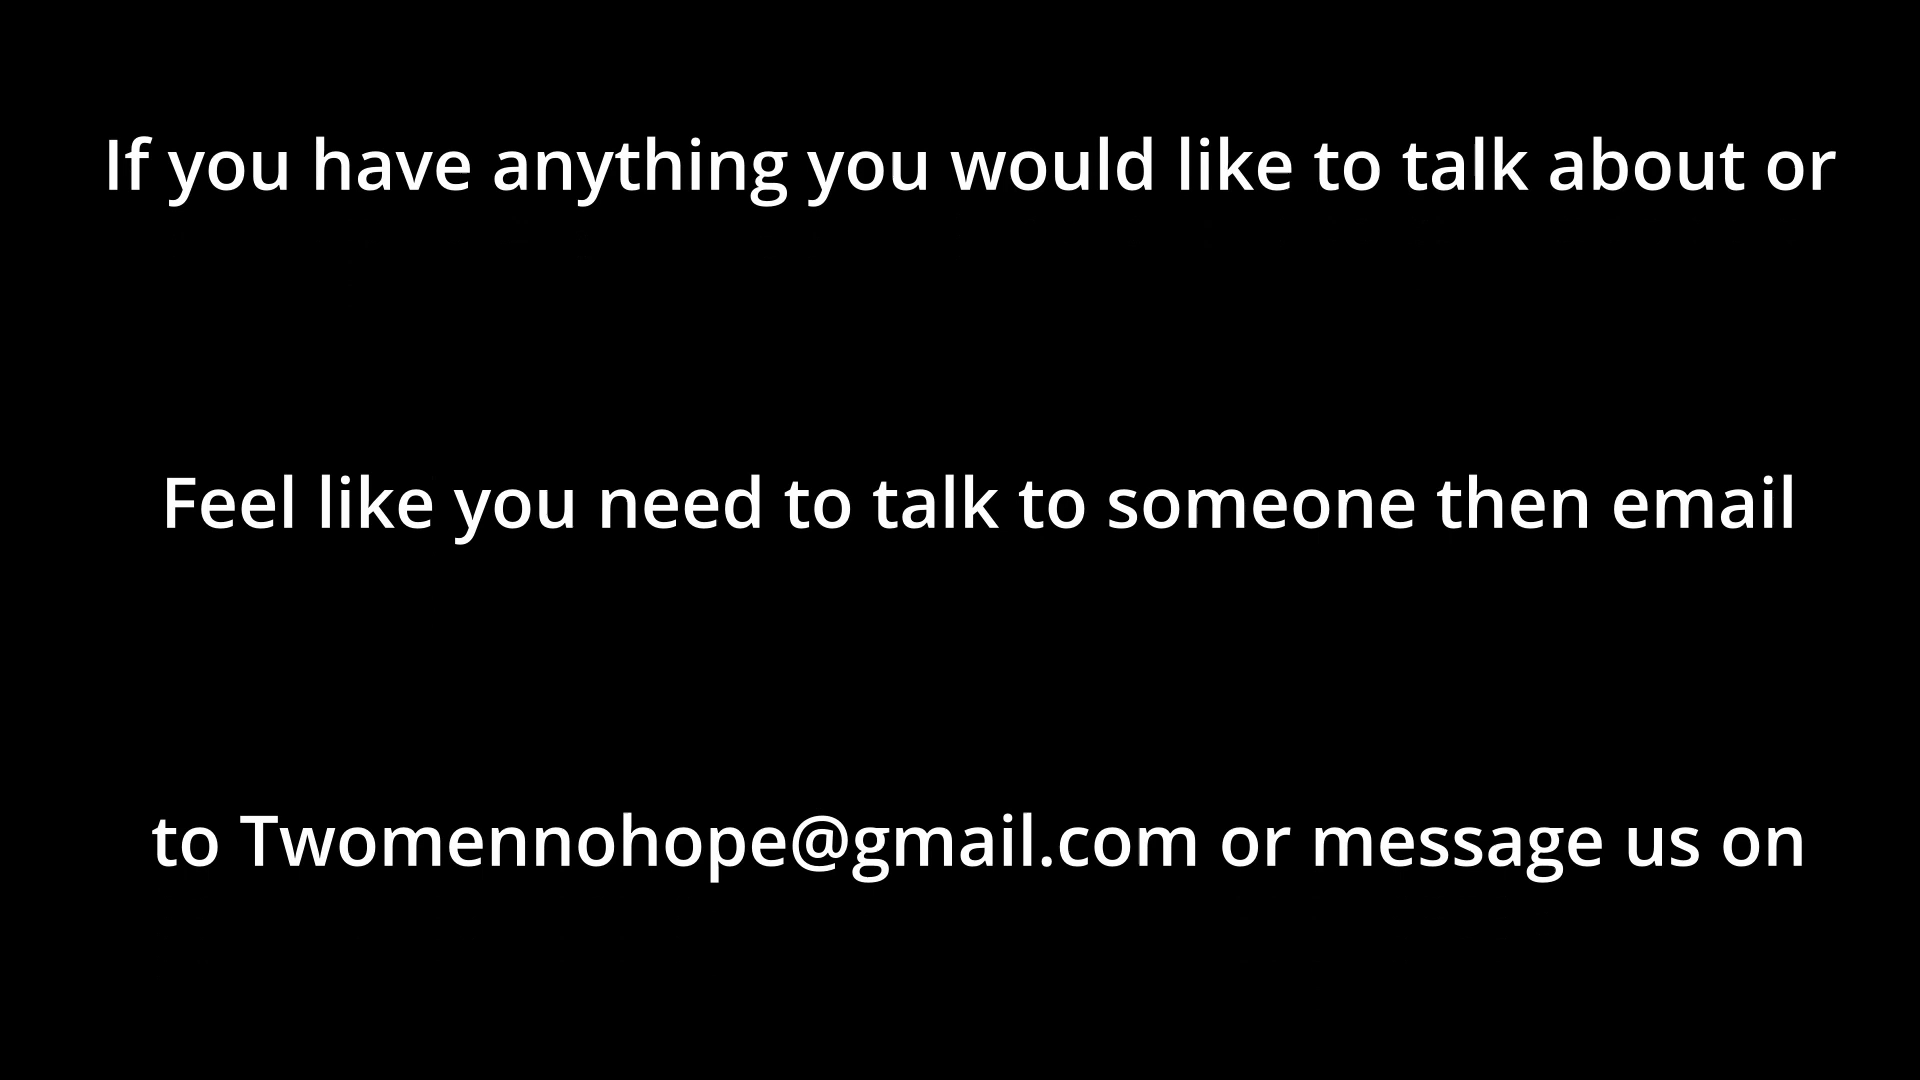 If you have anything you would like to talk about or
Feel like you need to talk to someone then email
to Twomennohope@gmail.com or message us on